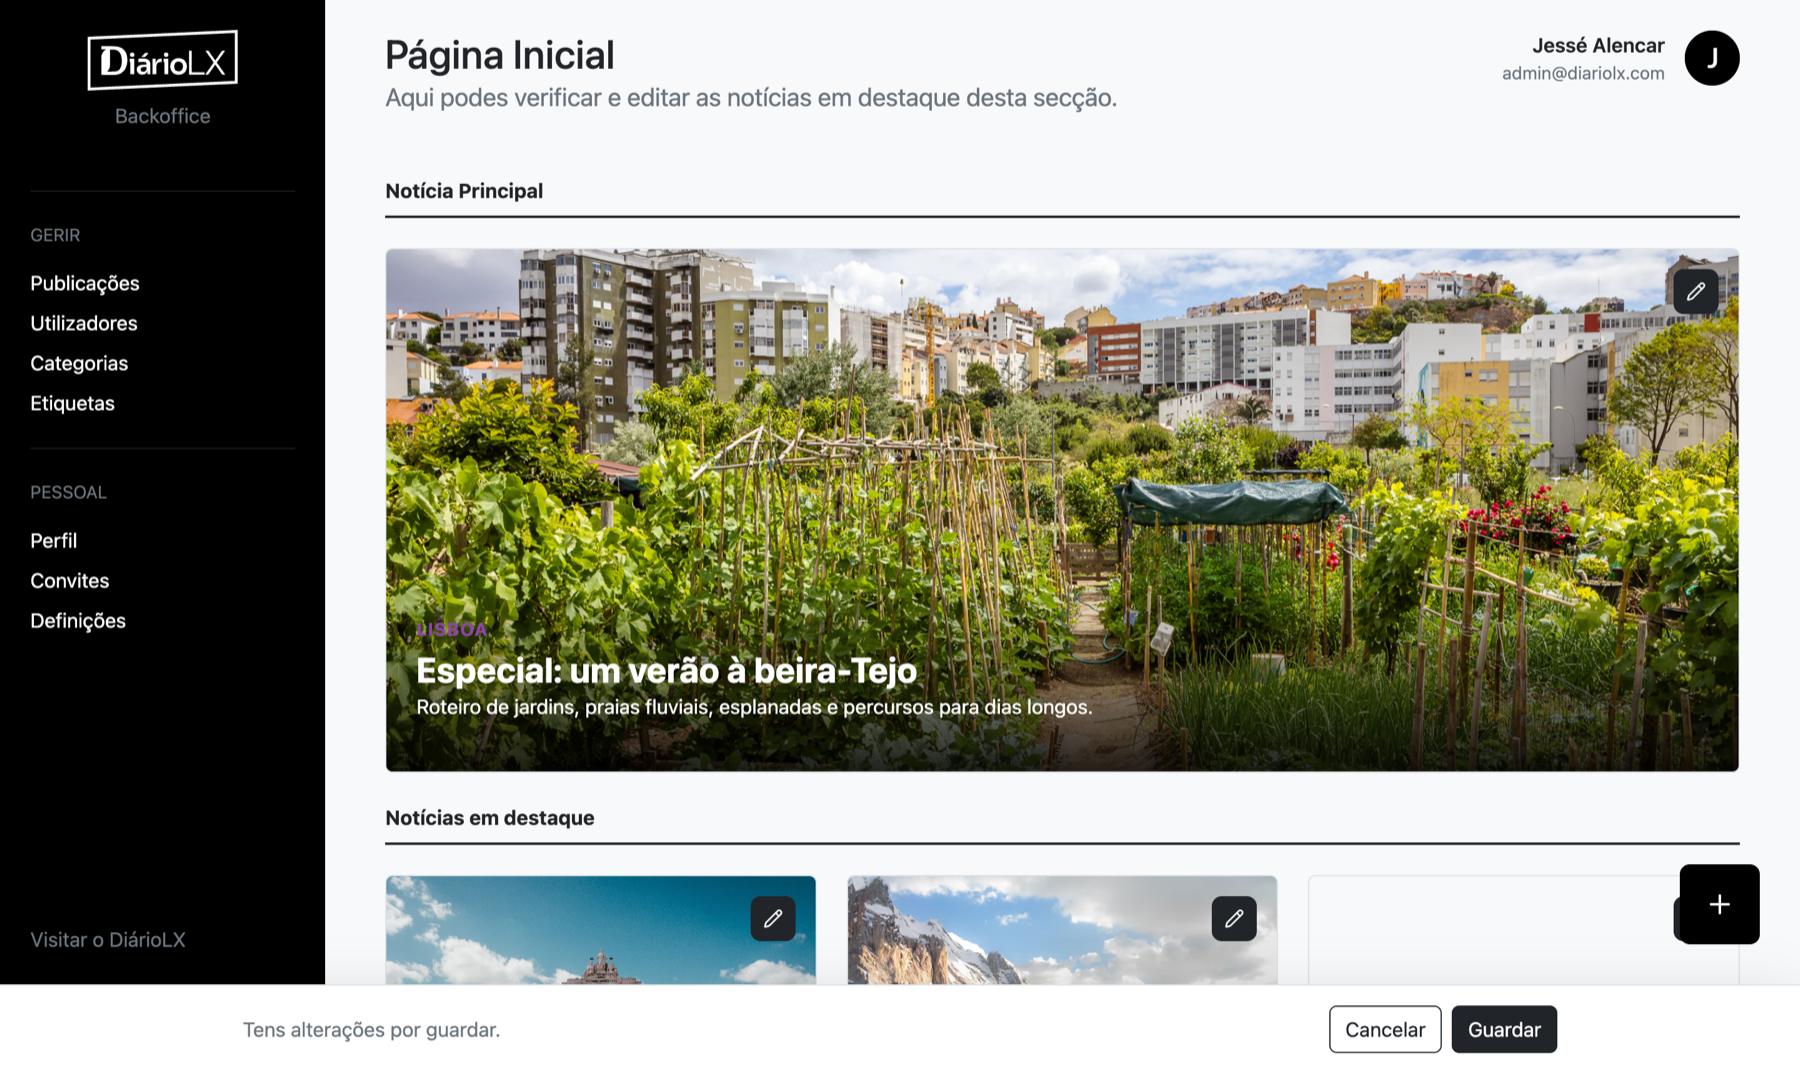 DiárioLX
Backoffice
GERIR
Publicações
Utilizadores
Categorias
Etiquetas
PESSOAL
Perfil
Convites
Definições
Visitar o DiárioLX
Página Inicial
Aqui podes verificar e editar as notícias em destaque desta secção.
Jessé Alencar
admin@diariolx.com
J
Notícia Principal
LISBOA
Especial: um verão à beira-Tejo
Roteiro de jardins, praias fluviais, esplanadas e percursos para dias longos.
Notícias em destaque
Tens alterações por guardar.
Cancelar
Guardar